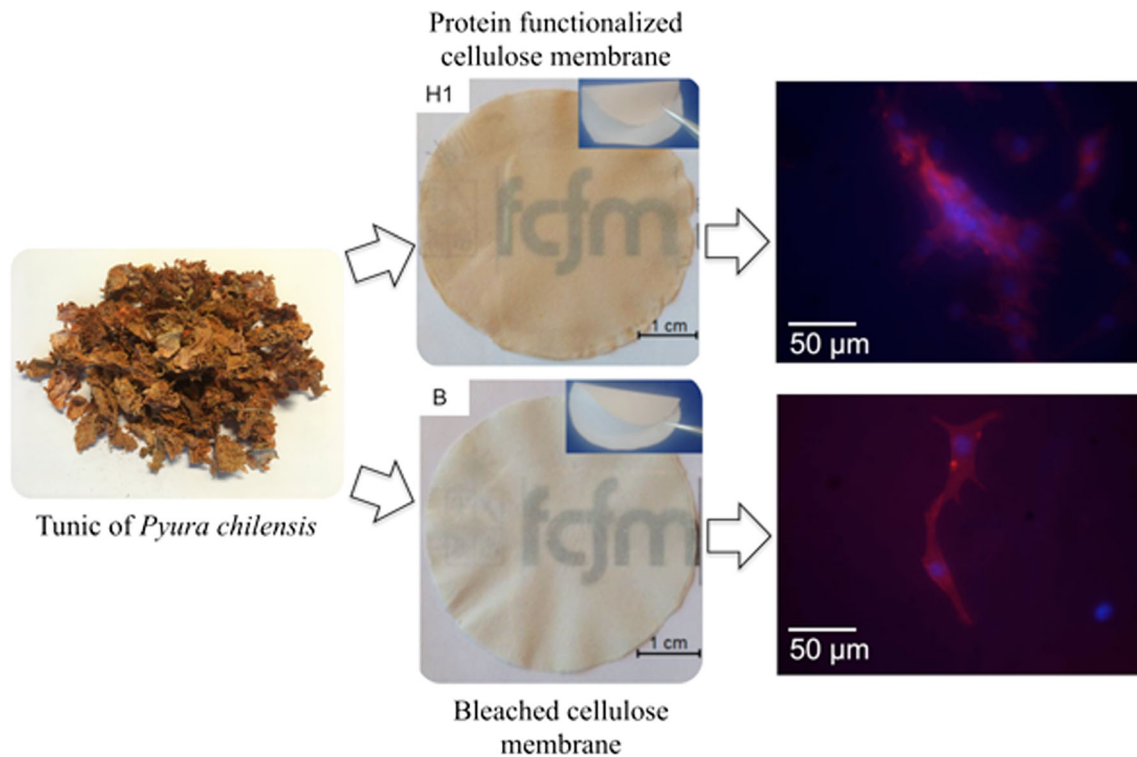 Protein functionalized
cellulose membrane
H1
fcfm
1 cm
50 µm
Tunic of Pyura chilensis
B
fcfm
1 cm
50 µm
Bleached cellulose
membrane